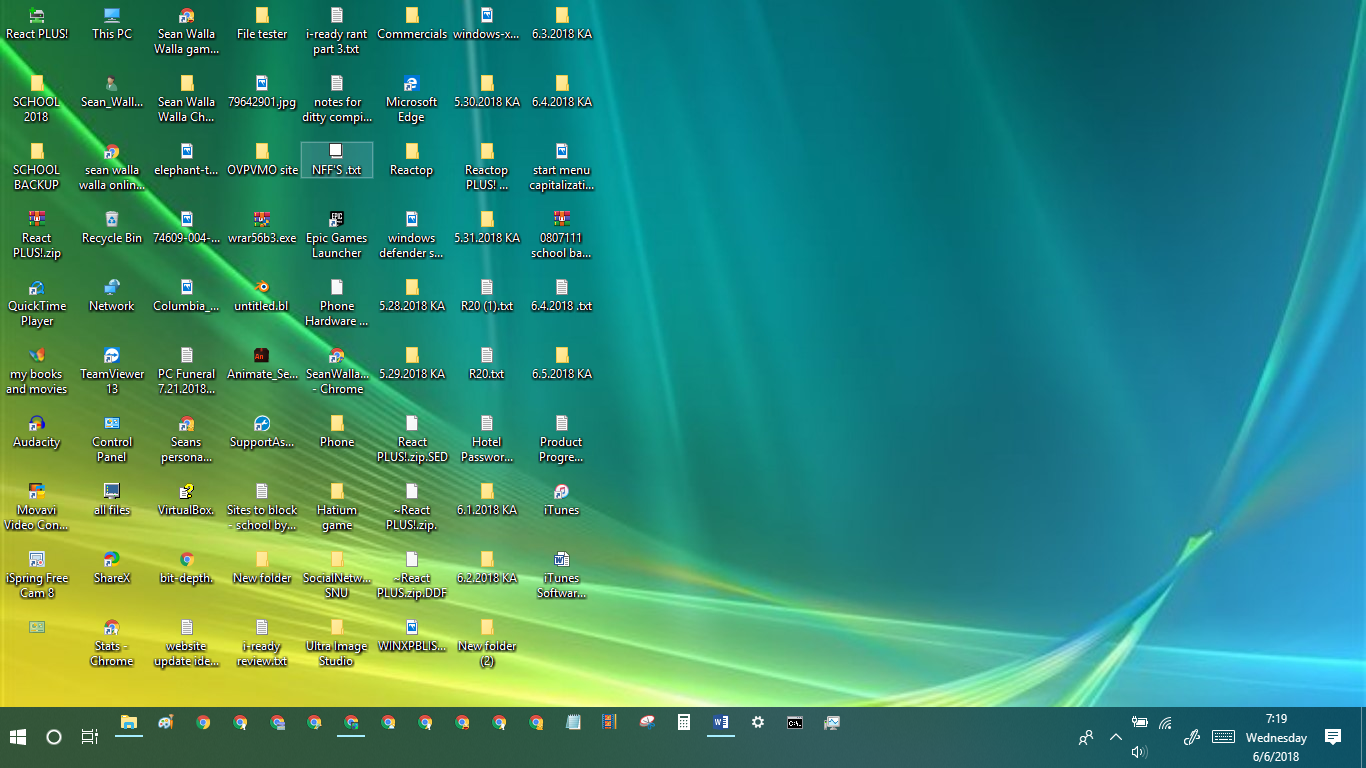 React PLUS!
This PC
Sean Walla
Walla gam...
File tester
i-ready rant
part 3.txt
Commercials
windows-x...
6.3.2018 KA
SCHOOL
2018
Sean_Wall...
Sean Walla
Walla Ch...
79642901.jpg
notes for
ditty compi...
Microsoft
Edge
5.30.2018 KA
6.4.2018 KA
SCHOOL
BACKUP
sean walla
walla onlin...
elephant-t...
OVPVMO site
NFF'S .txt
Reactop
Reactop
PLUS! ...
start menu
capitalizati...
React
PLUS!.zip
Recycle Bin
74609-004-...
wrar56b3.exe
Epic Games
Launcher
windows
defender s...
5.31.2018 KA
0807111
school ba...
QuickTime
Player
Network
Columbia_...
untitled.bl
Phone
Hardware ...
5.28.2018 KA
R20 (1).txt
6.4.2018 .txt
my books
and movies
TeamViewer
13
PC Funeral
7.21.2018...
Animate_Se...
SeanWalla...
- Chrome
5.29.2018 KA
R20.txt
6.5.2018 KA
Audacity
Control
Panel
Seans
persona...
SupportAs...
Phone
React
PLUS!.zip.SED
Hotel
Passwor...
Product
Progre...
Movavi
Video Con...
all files
VirtualBox.
Sites to block
- school by...
Hatium
game
~React
PLUS!.zip.
6.1.2018 KA
iTunes
iSpring Free
Cam 8
ShareX
bit-depth.
New folder
SocialNetw...
SNU
~React
PLUS.zip.DDF
6.2.2018 KA
iTunes
Softwar...
Stats -
Chrome
website
update ide...
i-ready
review.txt
Ultra Image
Studio
WINXPBLIS...
New folder
(2)
7:19
Wednesday
6/6/2018